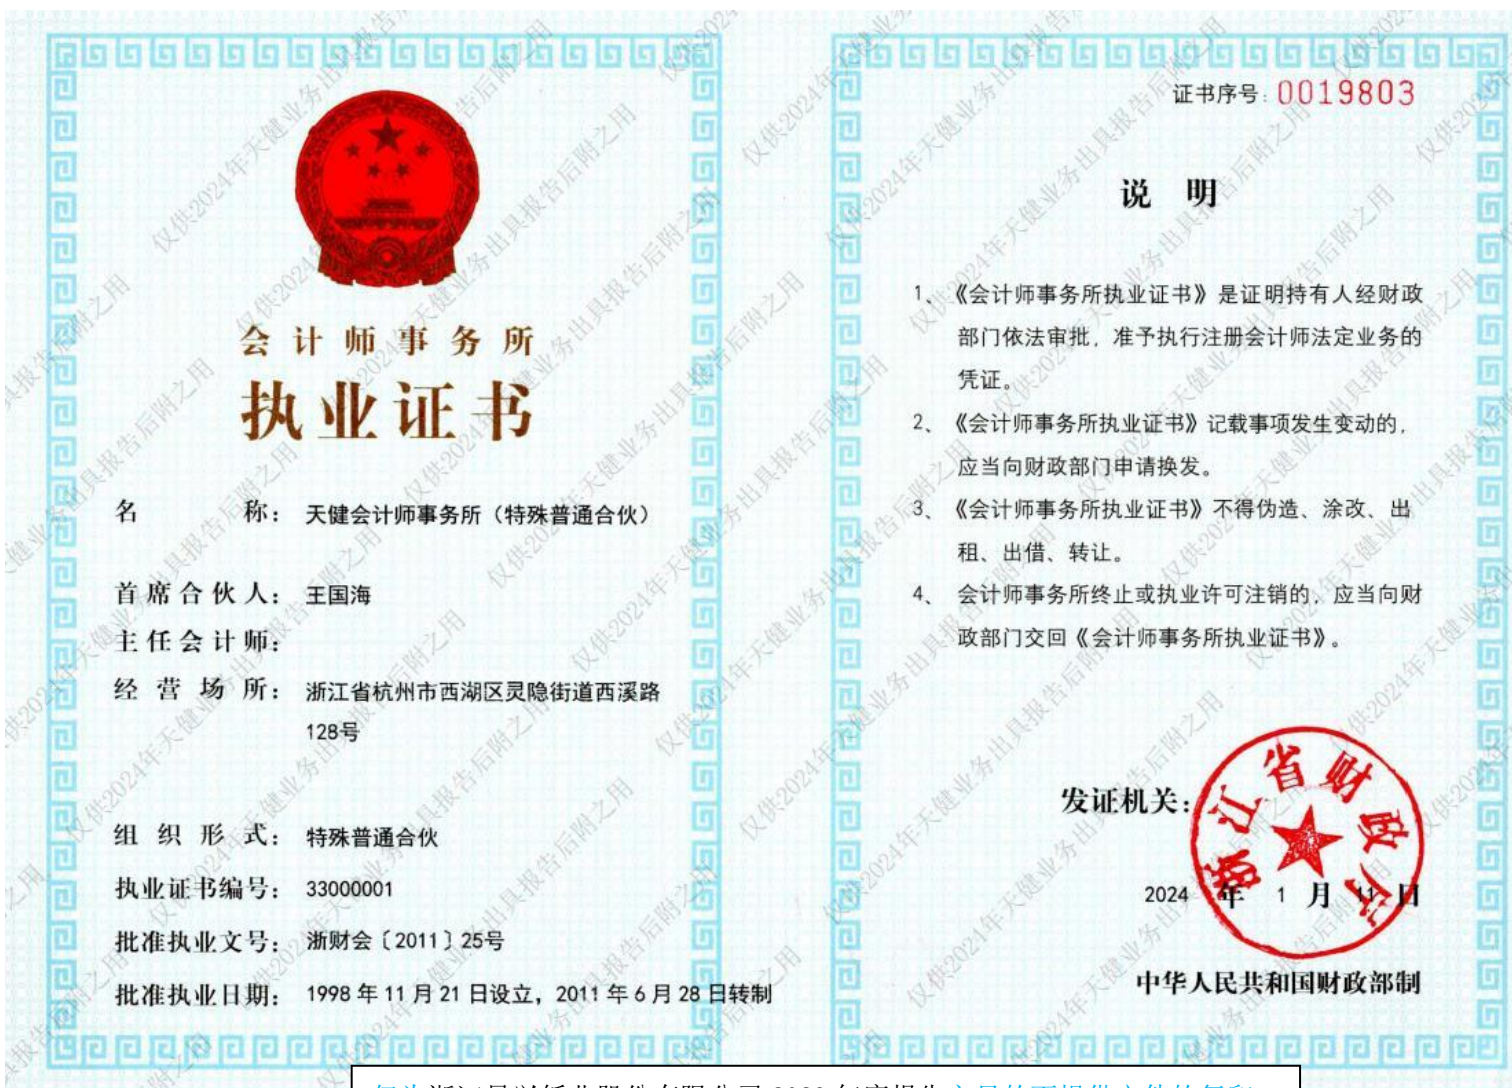 会计师事务所
执业证书
名 称： 天健会计师事务所（特殊普通合伙）
首席合伙人： 王国海
主任会计师：
经营场所： 浙江省杭州市西湖区灵隐街道西溪路
128号
组织形式： 特殊普通合伙
执业证书编号： 33000001
批准执业文号： 浙财会〔2011〕25号
批准执业日期： 1998年11月21日设立，2011年6月28日转制
证书序号：0019803
说 明
1、《会计师事务所执业证书》是证明持有人经财政
部门依法审批，准予执行注册会计师法定业务的
凭证。
2、《会计师事务所执业证书》记载事项发生变动的，
应当向财政部门申请换发。
3、《会计师事务所执业证书》不得伪造、涂改、出
租、出借、转让。
4、 会计师事务所终止或执业许可注销的，应当向财
政部门交回《会计师事务所执业证书》。
发证机关：
浙江省财政厅
2024 年 1 月 11 日
中华人民共和国财政部制
仅供2024年天健业务出具报告后附之用